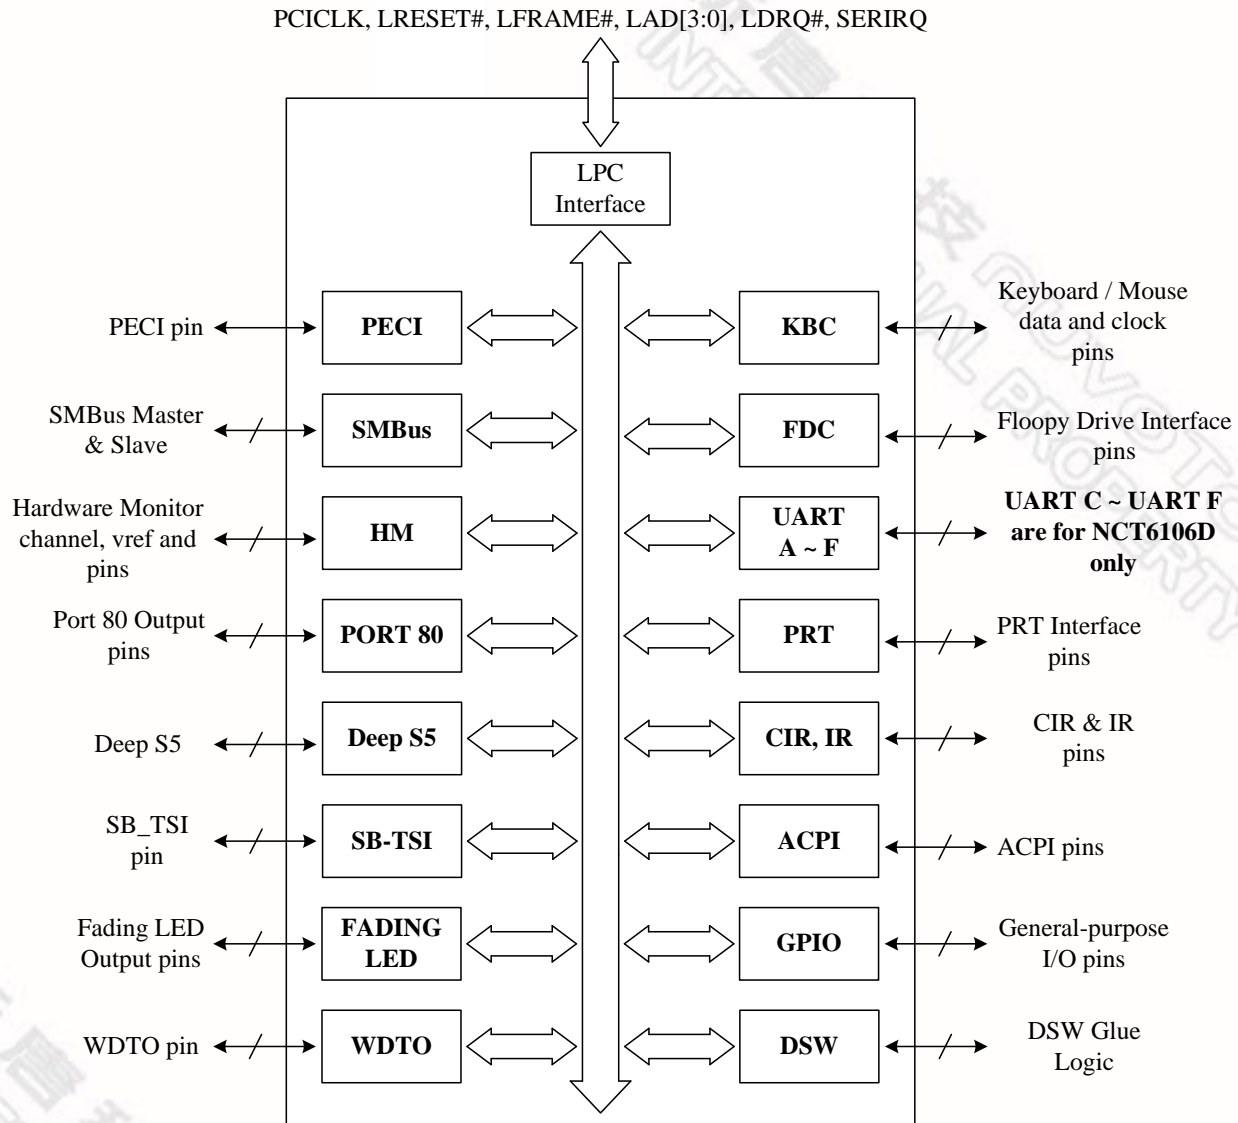 PCICLK, LRESET#, LFRAME#, LAD[3:0], LDRQ#, SERIRQ
LPC
Interface
PECI pin
PECI
KBC
Keyboard / Mouse
data and clock
pins
SMBus Master
& Slave
SMBus
FDC
Floopy Drive Interface
pins
Hardware Monitor
channel, vref and
pins
HM
UART
A ~ F
UART C ~ UART F
are for NCT6106D
only
Port 80 Output
pins
PORT 80
PRT
PRT Interface
pins
Deep S5
Deep S5
CIR, IR
CIR & IR
pins
SB_TSI
pin
SB-TSI
ACPI
ACPI pins
Fading LED
Output pins
FADING
LED
GPIO
General-purpose
I/O pins
WDTO pin
WDTO
DSW
DSW Glue
Logic
技 nuvoTo
PROPERTY